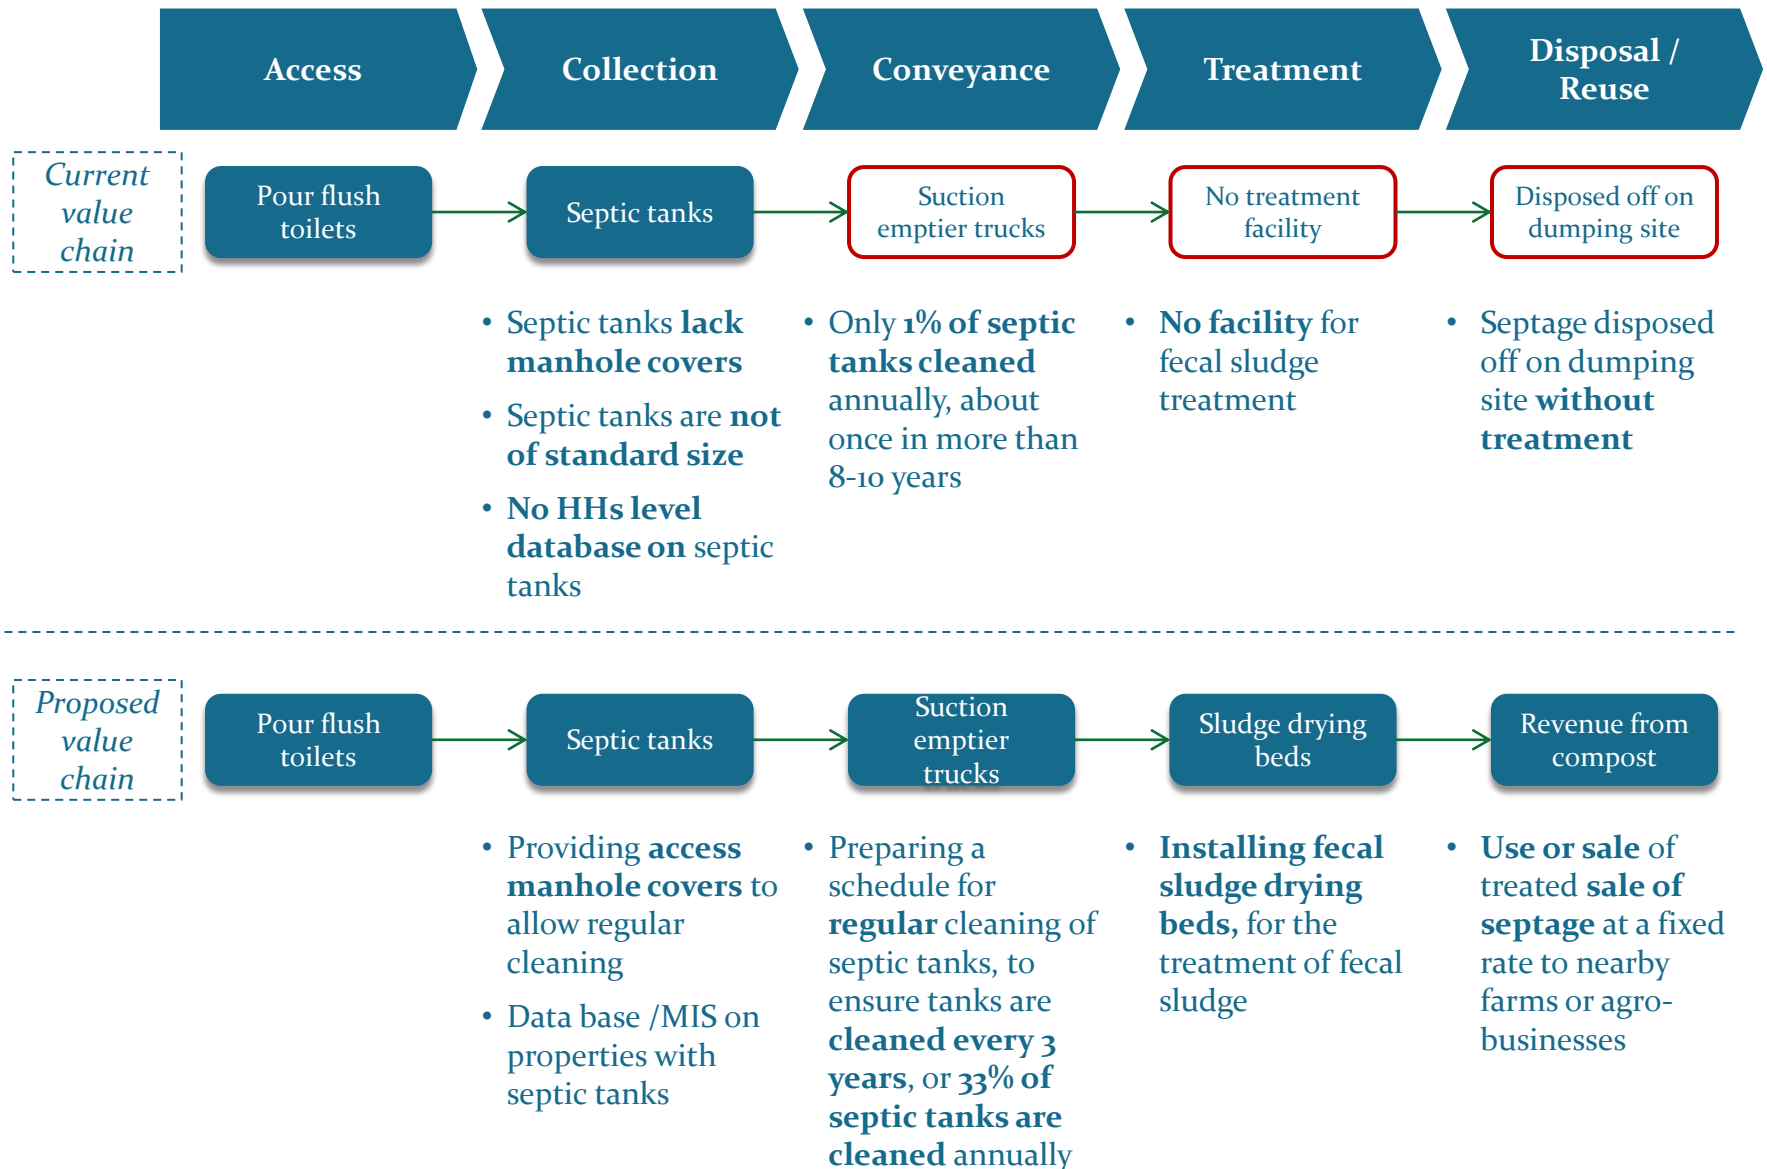 Access
Collection
Conveyance
Treatment
Disposal /
Reuse
Current
value
chain
Pour flush
toilets
Septic tanks
Suction
emptier trucks
No treatment
facility
Disposed off on
dumping site
• Septic tanks lack
manhole covers
• Septic tanks are not
of standard size
• No HHs level
database on septic
tanks
• Only 1% of septic
tanks cleaned
annually, about
once in more than
8-10 years
• No facility for
fecal sludge
treatment
• Septage disposed
off on dumping
site without
treatment
Proposed
value
chain
Pour flush
toilets
Septic tanks
Suction
emptier
trucks
Sludge drying
beds
Revenue from
compost
• Providing access
manhole covers to
allow regular
cleaning
• Data base /MIS on
properties with
septic tanks
• Preparing a
schedule for
regular cleaning of
septic tanks, to
ensure tanks are
cleaned every 3
years, or 33% of
septic tanks are
cleaned annually
• Installing fecal
sludge drying
beds, for the
treatment of fecal
sludge
• Use or sale of
treated sale of
septage at a fixed
rate to nearby
farms or agro-
businesses